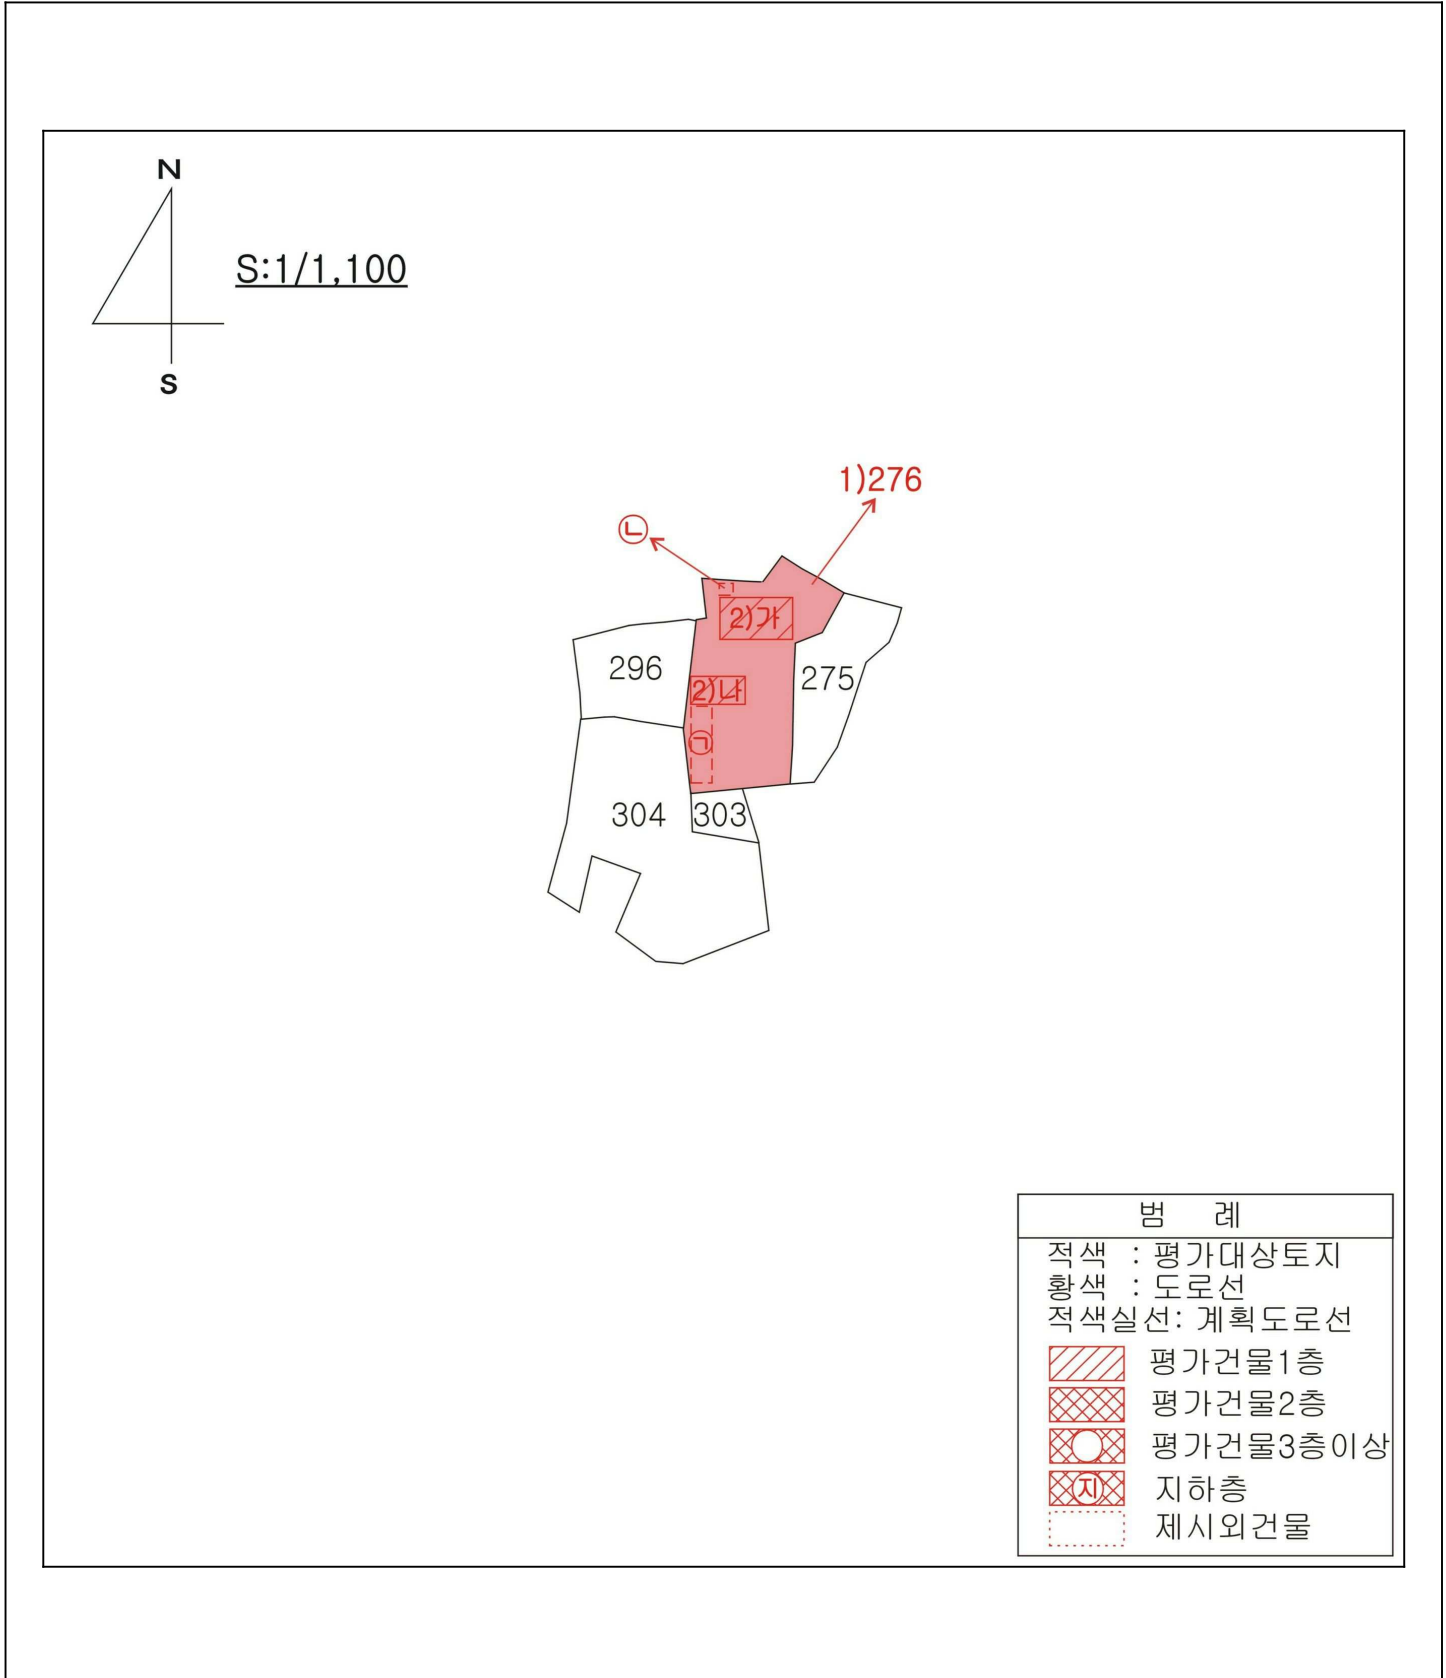 N
S:1/1,100
S
1)276
㉡
2)가
296
275
2)나
㉠
304
303
범 례
적색 : 평가대상토지
황색 : 도로선
적색실선: 계획도로선
평가건물1층
평가건물2층
평가건물3층이상
지 지하층
제시외건물